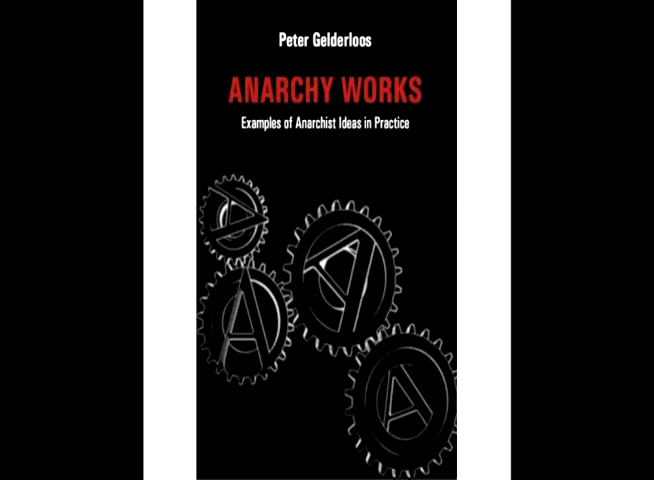 Peter Gelderloos
ANARCHY WORKS
Examples of Anarchist Ideas in Practice